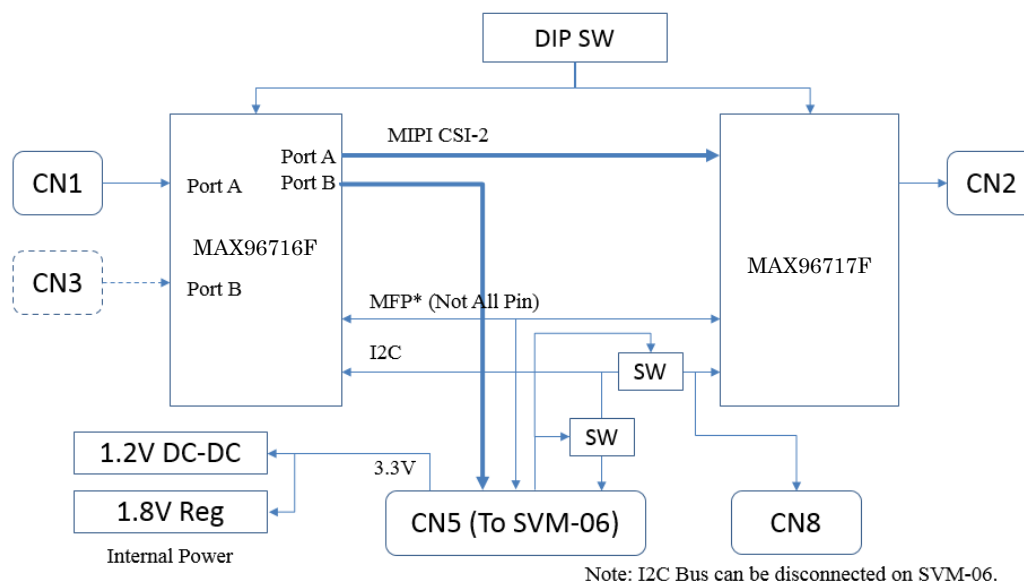 DIP SW
MIPI CSI-2
Port A
Port B
CN1
Port A
CN2
MAX96716F
MAX96717F
CN3
Port B
MFP* (Not All Pin)
I2C
SW
SW
1.2V DC-DC
3.3V
1.8V Reg
CN5 (To SVM-06)
CN8
Internal Power
Note: I2C Bus can be disconnected on SVM-06.